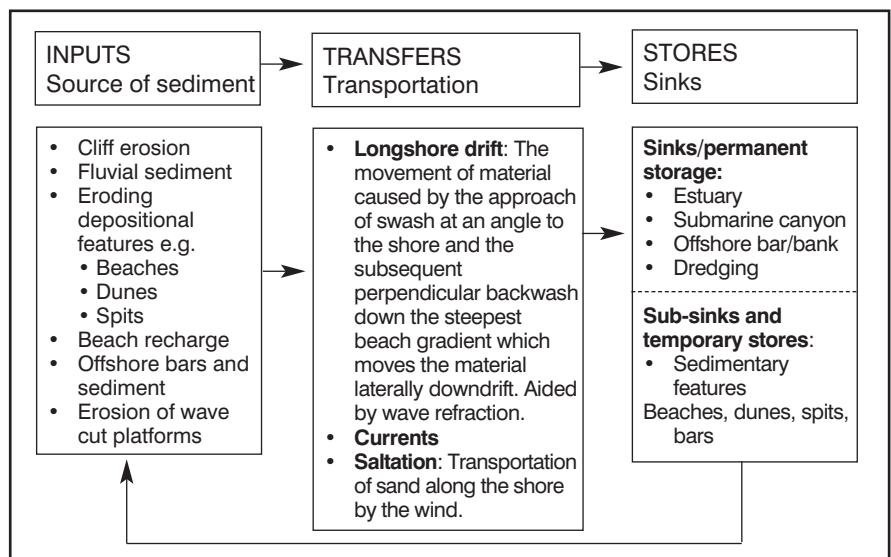 INPUTS
Source of sediment
TRANSFERS
Transportation
STORES
Sinks
• Cliff erosion
• Fluvial sediment
• Eroding
depositional
features e.g.
• Beaches
• Dunes
• Spits
• Beach recharge
• Offshore bars and
sediment
• Erosion of wave
cut platforms
• Longshore drift: The
movement of material
caused by the approach
of swash at an angle to
the shore and the
subsequent
perpendicular backwash
down the steepest
beach gradient which
moves the material
laterally downdrift. Aided
by wave refraction.
• Currents
• Saltation: Transportation
of sand along the shore
by the wind.
Sinks/permanent
storage:
• Estuary
• Submarine canyon
• Offshore bar/bank
• Dredging
Sub-sinks and
temporary stores:
• Sedimentary
features
Beaches, dunes, spits,
bars